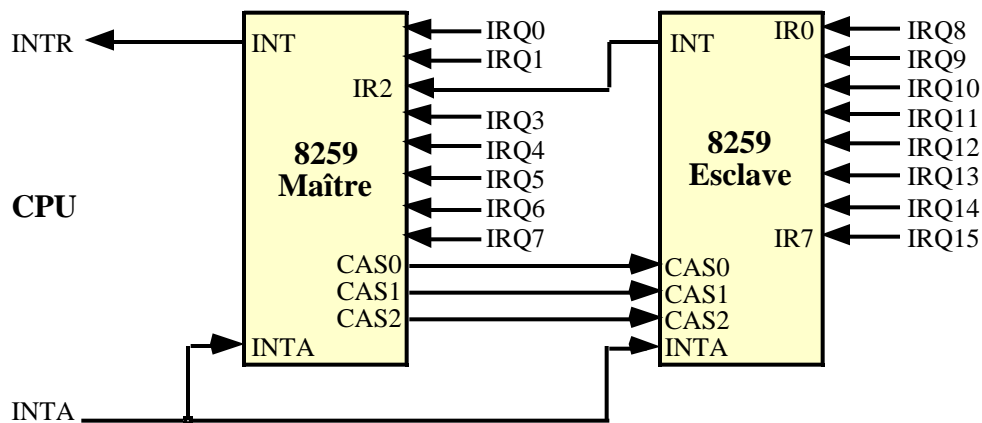 INTR
INT
IRQ0
IRQ1
IR2
IRQ3
IRQ4
IRQ5
IRQ6
IRQ7
8259
Maître
CAS0
CAS1
CAS2
INTA
INT
IR0
IRQ8
IRQ9
IRQ10
IRQ11
IRQ12
IRQ13
IRQ14
IR7
IRQ15
8259
Esclave
CAS0
CAS1
CAS2
INTA
CPU
INTA